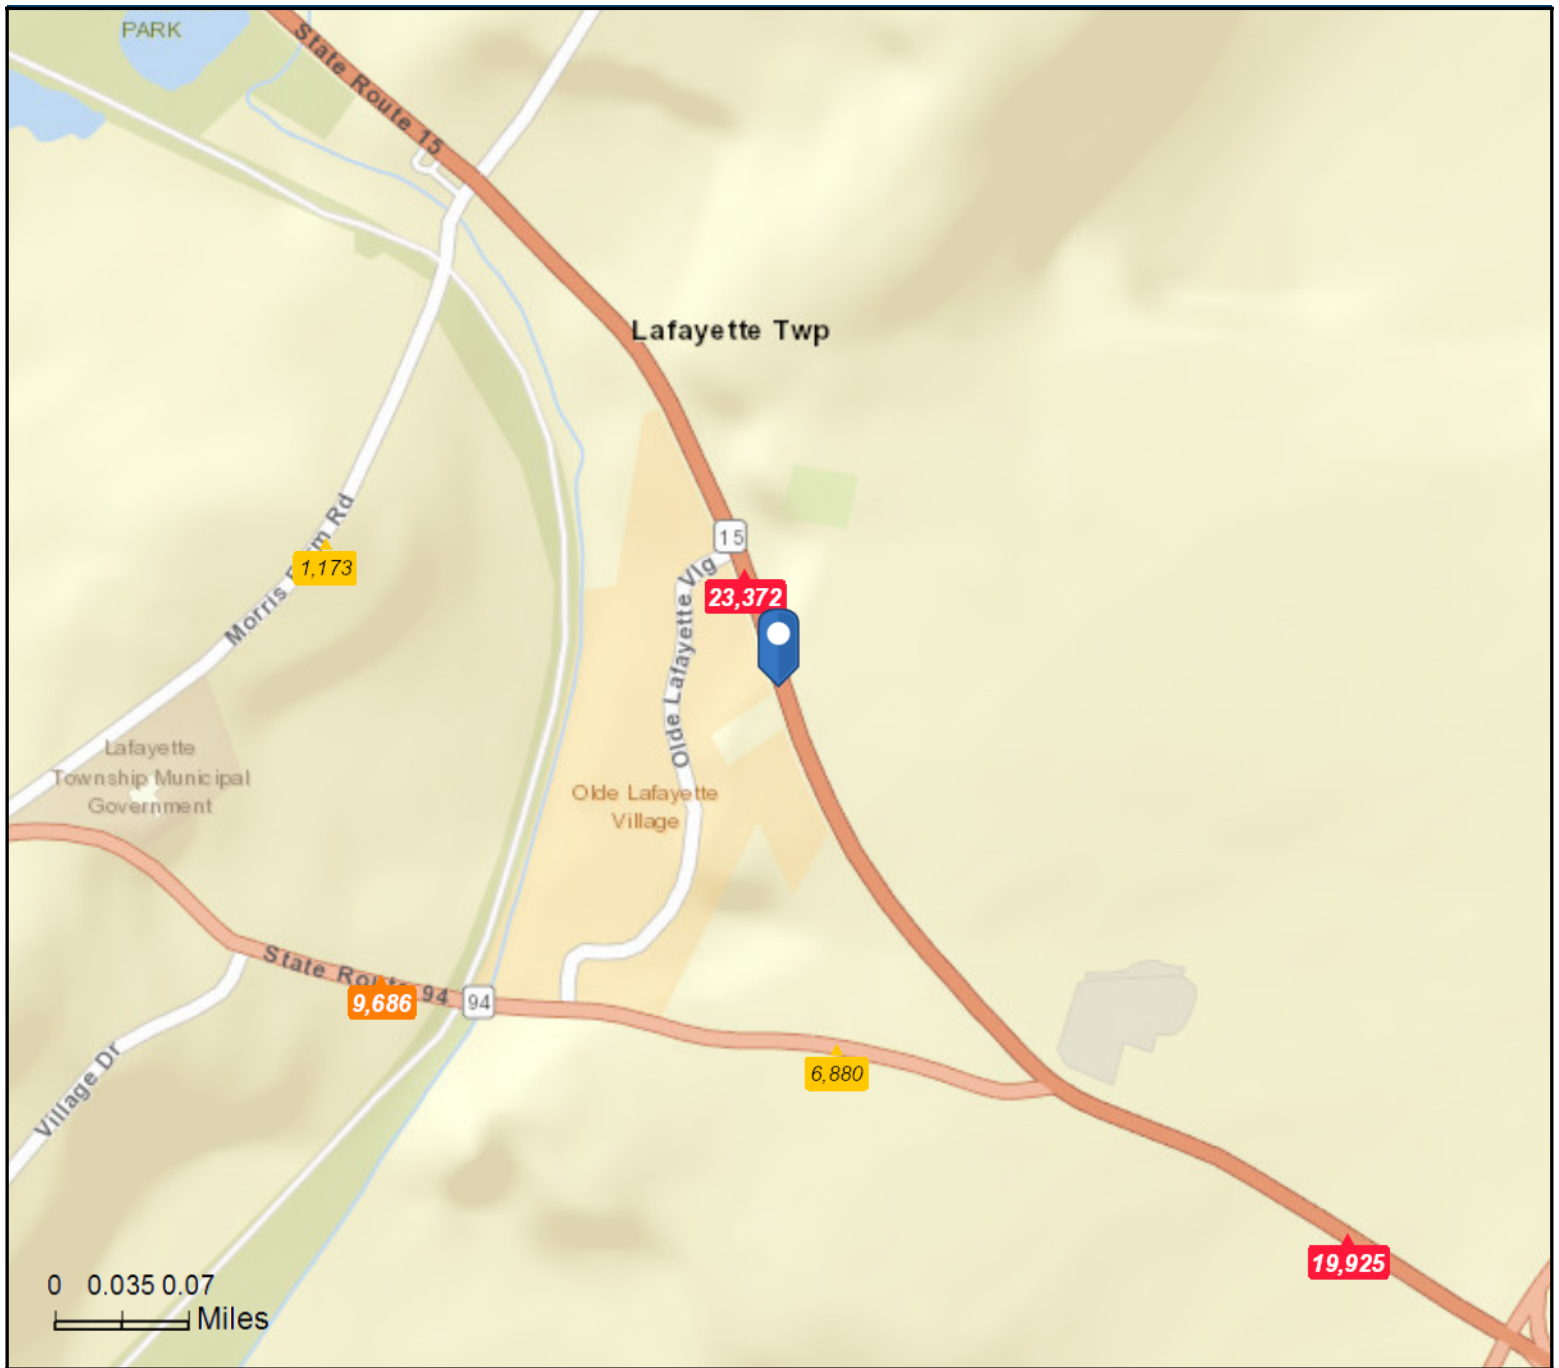 PARK
State Route 15
Lafayette Twp
Morris Farm Rd
1,173
15
Olde Lafayette Vlg
23,372
Lafayette
Township Municipal
Government
Olde Lafayette
Village
State Route 94
9,686
94
6,880
Village Dr
19,925
0 0.035 0.07
Miles